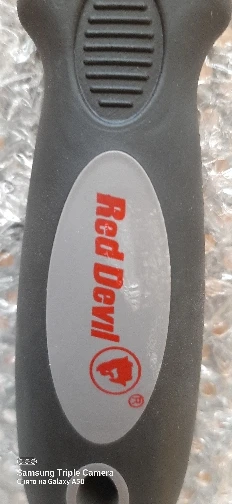 Red Devil
®
Samsung Triple Camera
Снято на Galaxy A50